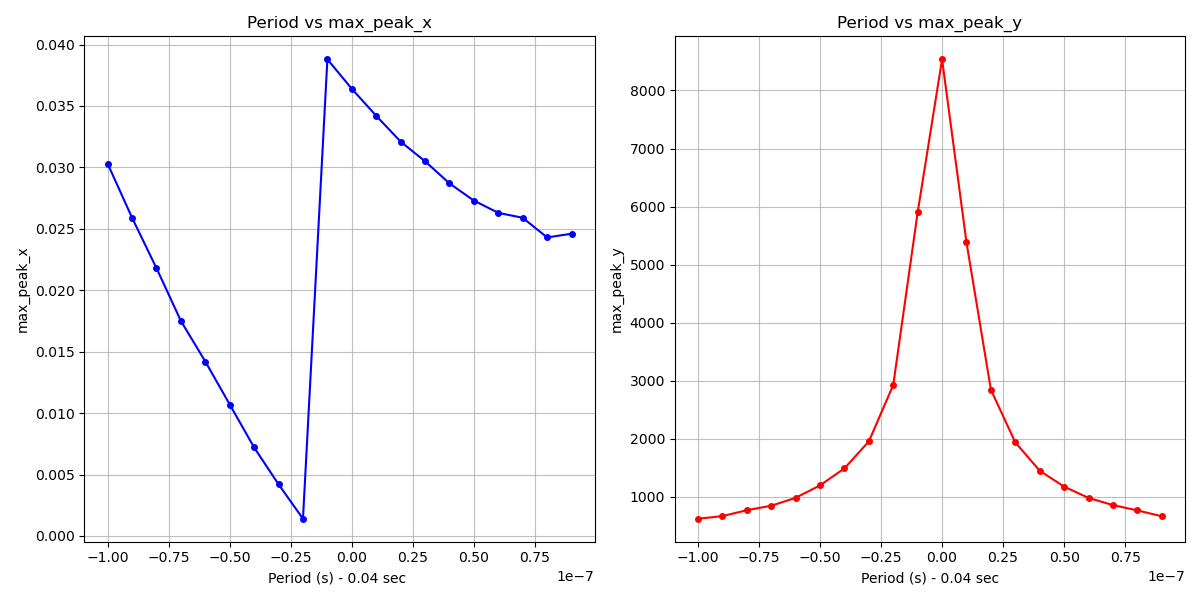 Period vs max_peak_x
0.040
0.035
0.030
0.025
0.020
0.015
0.010
0.005
0.000
max_peak_x
−1.00 −0.75 −0.50 −0.25 0.00 0.25 0.50 0.75
1e−7
Period (s) - 0.04 sec
Period vs max_peak_y
8000
7000
6000
5000
4000
3000
2000
1000
max_peak_y
−1.00 −0.75 −0.50 −0.25 0.00 0.25 0.50 0.75
1e−7
Period (s) - 0.04 sec